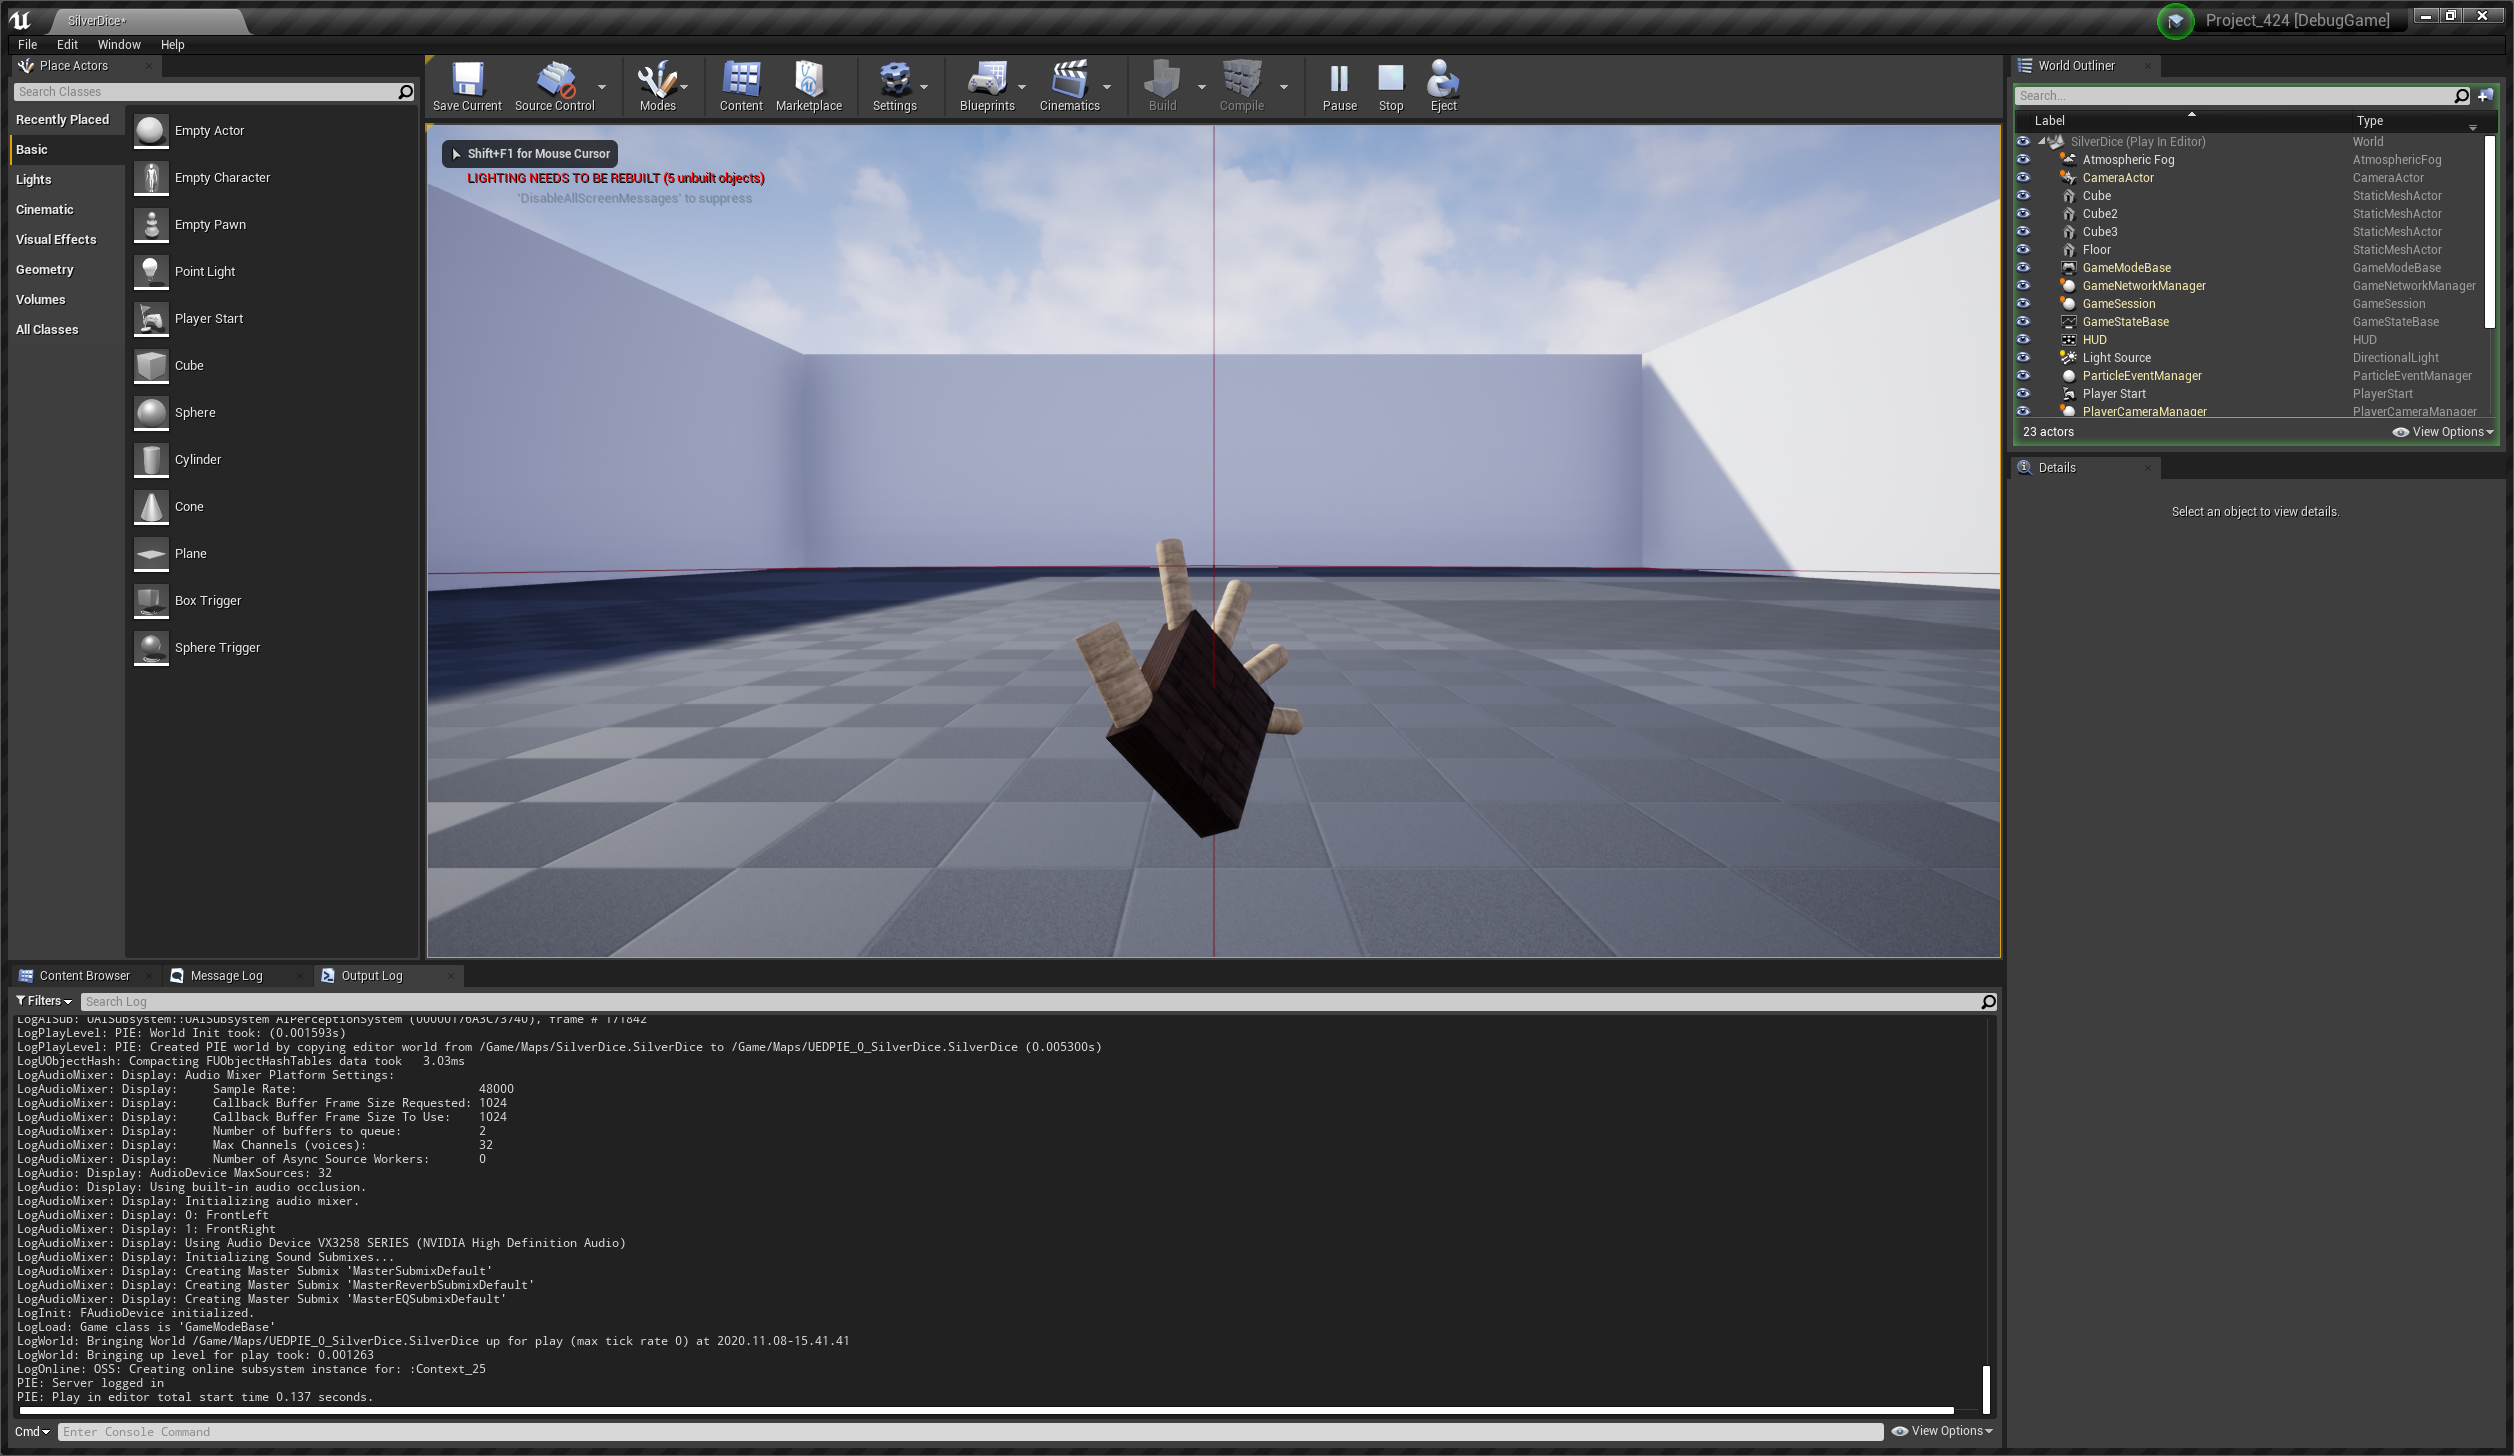 SilverDice*
Project_424 [DebugGame]
File Edit Window Help
Place Actors
Search Classes
Recently Placed
Basic
Lights
Cinematic
Visual Effects
Geometry
Volumes
All Classes
Empty Actor
Empty Character
Empty Pawn
Point Light
Player Start
Cube
Sphere
Cylinder
Cone
Plane
Box Trigger
Sphere Trigger
Save Current Source Control Modes Content Marketplace Settings Blueprints Cinematics Build Compile Pause Stop Eject
Shift+F1 for Mouse Cursor
LIGHTING NEEDS TO BE REBUILT (5 unbuilt objects)
'DisableAllScreenMessages' to suppress
World Outliner
Search...
Label Type
SilverDice (Play In Editor) World
Atmospheric Fog AtmosphericFog
CameraActor CameraActor
Cube StaticMeshActor
Cube2 StaticMeshActor
Cube3 StaticMeshActor
Floor StaticMeshActor
GameModeBase GameModeBase
GameNetworkManager GameNetworkManager
GameSession GameSession
GameStateBase GameStateBase
HUD HUD
Light Source DirectionalLight
ParticleEventManager ParticleEventManager
Player Start PlayerStart
PlayerCameraManager PlayerCameraManager
23 actors View Options
Details
Select an object to view details.
Content Browser Message Log Output Log
Filters Search Log
LogAISub: UAISubsystem::UAISubsystem AIPerceptionSystem (00000176A3C73740), frame # 171842
LogPlayLevel: PIE: World Init took: (0.001593s)
LogPlayLevel: PIE: Created PIE world by copying editor world from /Game/Maps/SilverDice.SilverDice to /Game/Maps/UEDPIE_0_SilverDice.SilverDice (0.005300s)
LogUObjectHash: Compacting FUObjectHashTables data took 3.03ms
LogAudioMixer: Display: Audio Mixer Platform Settings:
LogAudioMixer: Display: Sample Rate: 48000
LogAudioMixer: Display: Callback Buffer Frame Size Requested: 1024
LogAudioMixer: Display: Callback Buffer Frame Size To Use: 1024
LogAudioMixer: Display: Number of buffers to queue: 2
LogAudioMixer: Display: Max Channels (voices): 32
LogAudioMixer: Display: Number of Async Source Workers: 0
LogAudio: Display: AudioDevice MaxSources: 32
LogAudio: Display: Using built-in audio occlusion.
LogAudioMixer: Display: Initializing audio mixer.
LogAudioMixer: Display: 0: FrontLeft
LogAudioMixer: Display: 1: FrontRight
LogAudioMixer: Display: Using Audio Device VX3258 SERIES (NVIDIA High Definition Audio)
LogAudioMixer: Display: Initializing Sound Submixes...
LogAudioMixer: Display: Creating Master Submix 'MasterSubmixDefault'
LogAudioMixer: Display: Creating Master Submix 'MasterReverbSubmixDefault'
LogAudioMixer: Display: Creating Master Submix 'MasterEQSubmixDefault'
LogInit: FAudioDevice initialized.
LogLoad: Game class is 'GameModeBase'
LogWorld: Bringing World /Game/Maps/UEDPIE_0_SilverDice.SilverDice up for play (max tick rate 0) at 2020.11.08-15.41.41
LogWorld: Bringing up level for play took: 0.001263
LogOnline: OSS: Creating online subsystem instance for: :Context_25
PIE: Server logged in
PIE: Play in editor total start time 0.137 seconds.
Cmd Enter Console Command View Options